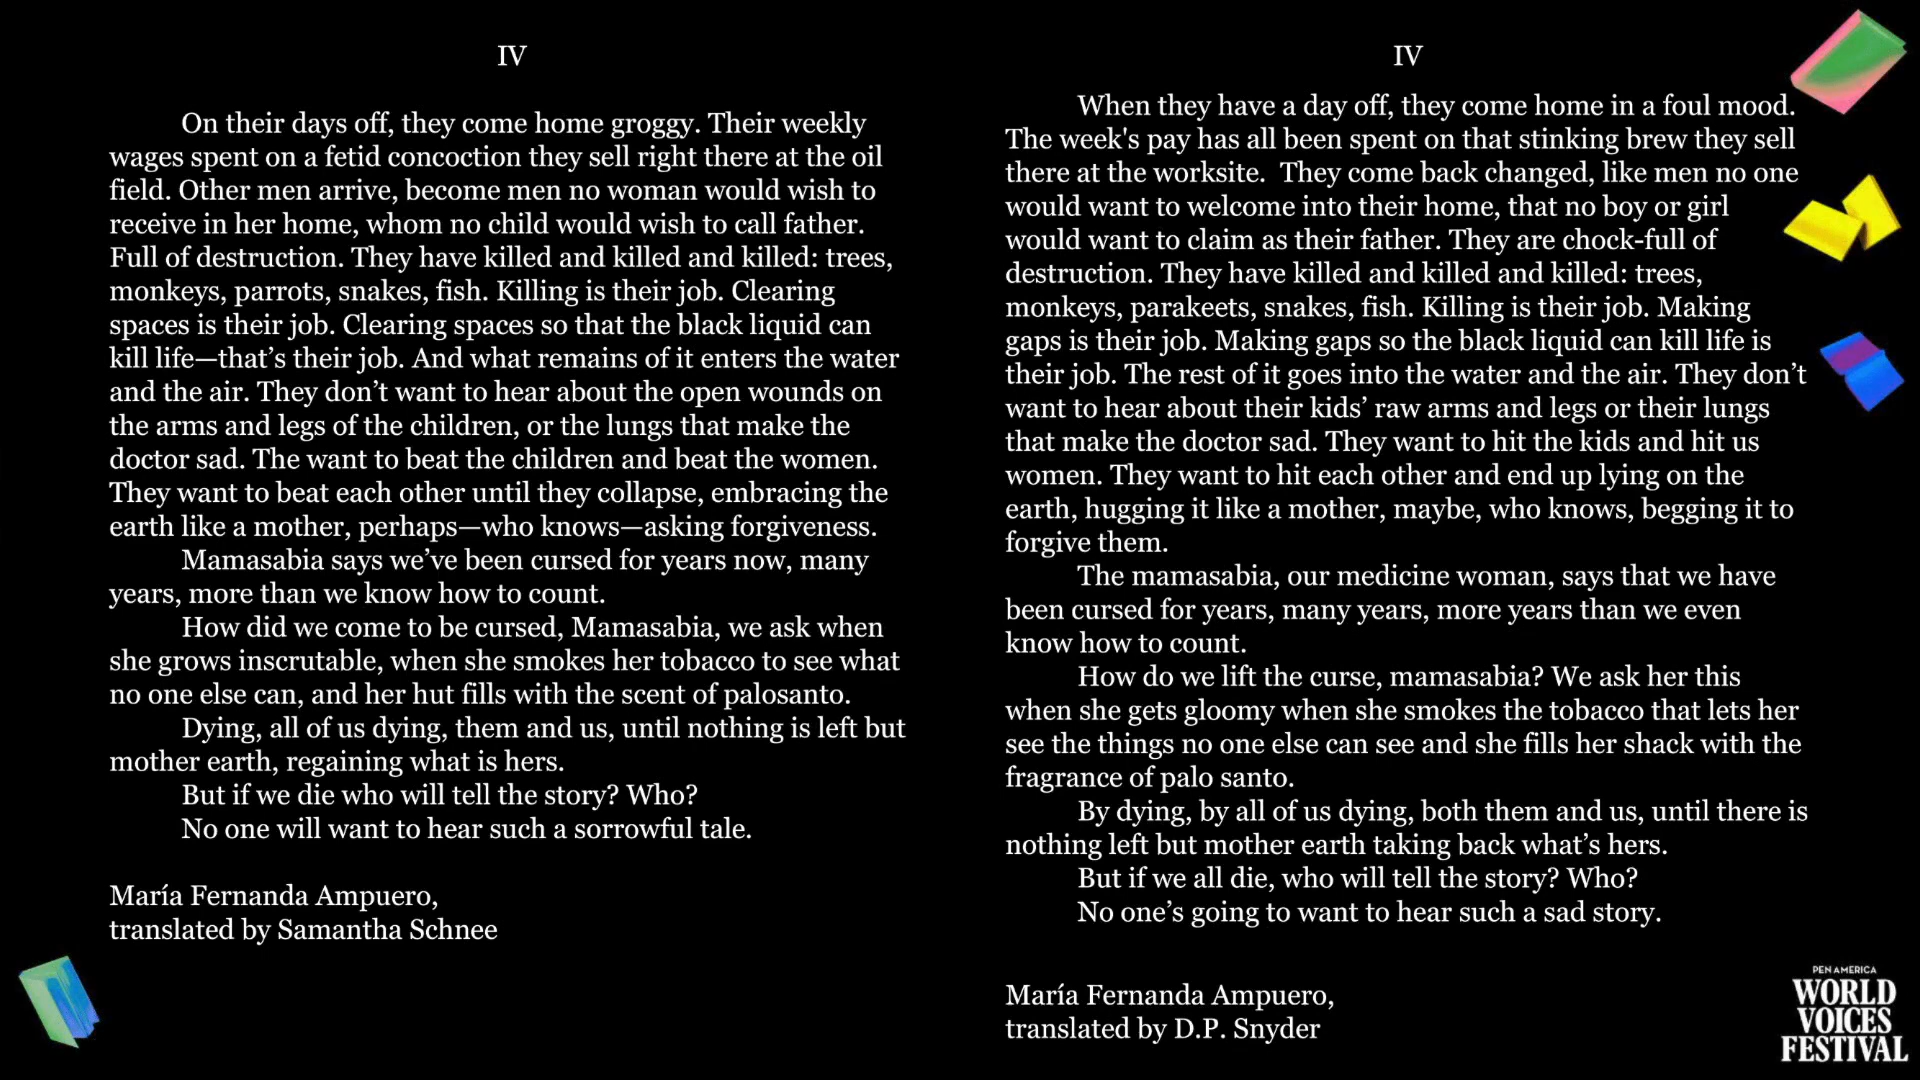 IV
On their days off, they come home groggy. Their weekly
wages spent on a fetid concoction they sell right there at the oil
field. Other men arrive, become men no woman would wish to
receive in her home, whom no child would wish to call father.
Full of destruction. They have killed and killed and killed: trees,
monkeys, parrots, snakes, fish. Killing is their job. Clearing
spaces is their job. Clearing spaces so that the black liquid can
kill life—that’s their job. And what remains of it enters the water
and the air. They don’t want to hear about the open wounds on
the arms and legs of the children, or the lungs that make the
doctor sad. The want to beat the children and beat the women.
They want to beat each other until they collapse, embracing the
earth like a mother, perhaps—who knows—asking forgiveness.
Mamasabia says we’ve been cursed for years now, many
years, more than we know how to count.
How did we come to be cursed, Mamasabia, we ask when
she grows inscrutable, when she smokes her tobacco to see what
no one else can, and her hut fills with the scent of palosanto.
Dying, all of us dying, them and us, until nothing is left but
mother earth, regaining what is hers.
But if we die who will tell the story? Who?
No one will want to hear such a sorrowful tale.
María Fernanda Ampuero,
translated by Samantha Schnee
IV
When they have a day off, they come home in a foul mood.
The week's pay has all been spent on that stinking brew they sell
there at the worksite.  They come back changed, like men no one
would want to welcome into their home, that no boy or girl
would want to claim as their father. They are chock-full of
destruction. They have killed and killed and killed: trees,
monkeys, parakeets, snakes, fish. Killing is their job. Making
gaps is their job. Making gaps so the black liquid can kill life is
their job. The rest of it goes into the water and the air. They don’t
want to hear about their kids’ raw arms and legs or their lungs
that make the doctor sad. They want to hit the kids and hit us
women. They want to hit each other and end up lying on the
earth, hugging it like a mother, maybe, who knows, begging it to
forgive them.
The mamasabia, our medicine woman, says that we have
been cursed for years, many years, more years than we even
know how to count.
How do we lift the curse, mamasabia? We ask her this
when she gets gloomy when she smokes the tobacco that lets her
see the things no one else can see and she fills her shack with the
fragrance of palo santo.
By dying, by all of us dying, both them and us, until there is
nothing left but mother earth taking back what’s hers.
But if we all die, who will tell the story? Who?
No one’s going to want to hear such a sad story.
María Fernanda Ampuero,
translated by D.P. Snyder
PEN AMERICA
WORLD
VOICES
FESTIVAL